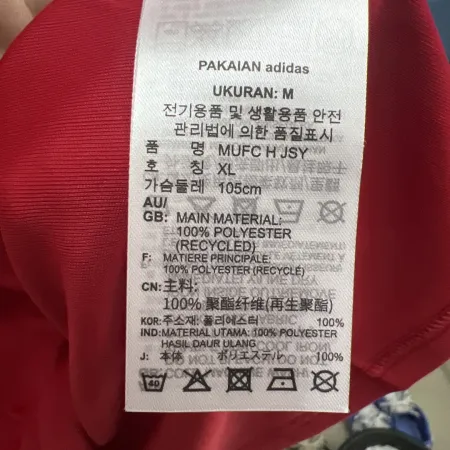 PAKAIAN adidas
UKURAN: M
전기용품 및 생활용품 안전
관리법에 의한 품질표시
품 명 MUFC H JSY
호 칭 XL
가슴둘레 105cm
AU/
GB: MAIN MATERIAL:
100% POLYESTER
(RECYCLED)
F: MATIERE PRINCIPALE:
100% POLYESTER (RECYCLÉ)
CN: 主料:
100% 聚酯纤维(再生聚酯)
KOR: 주소재: 폴리에스터 100%
IND: MATERIAL UTAMA: 100% POLYESTER
HASIL DAUR ULANG
J: 本体 ポリエステル 100%
40